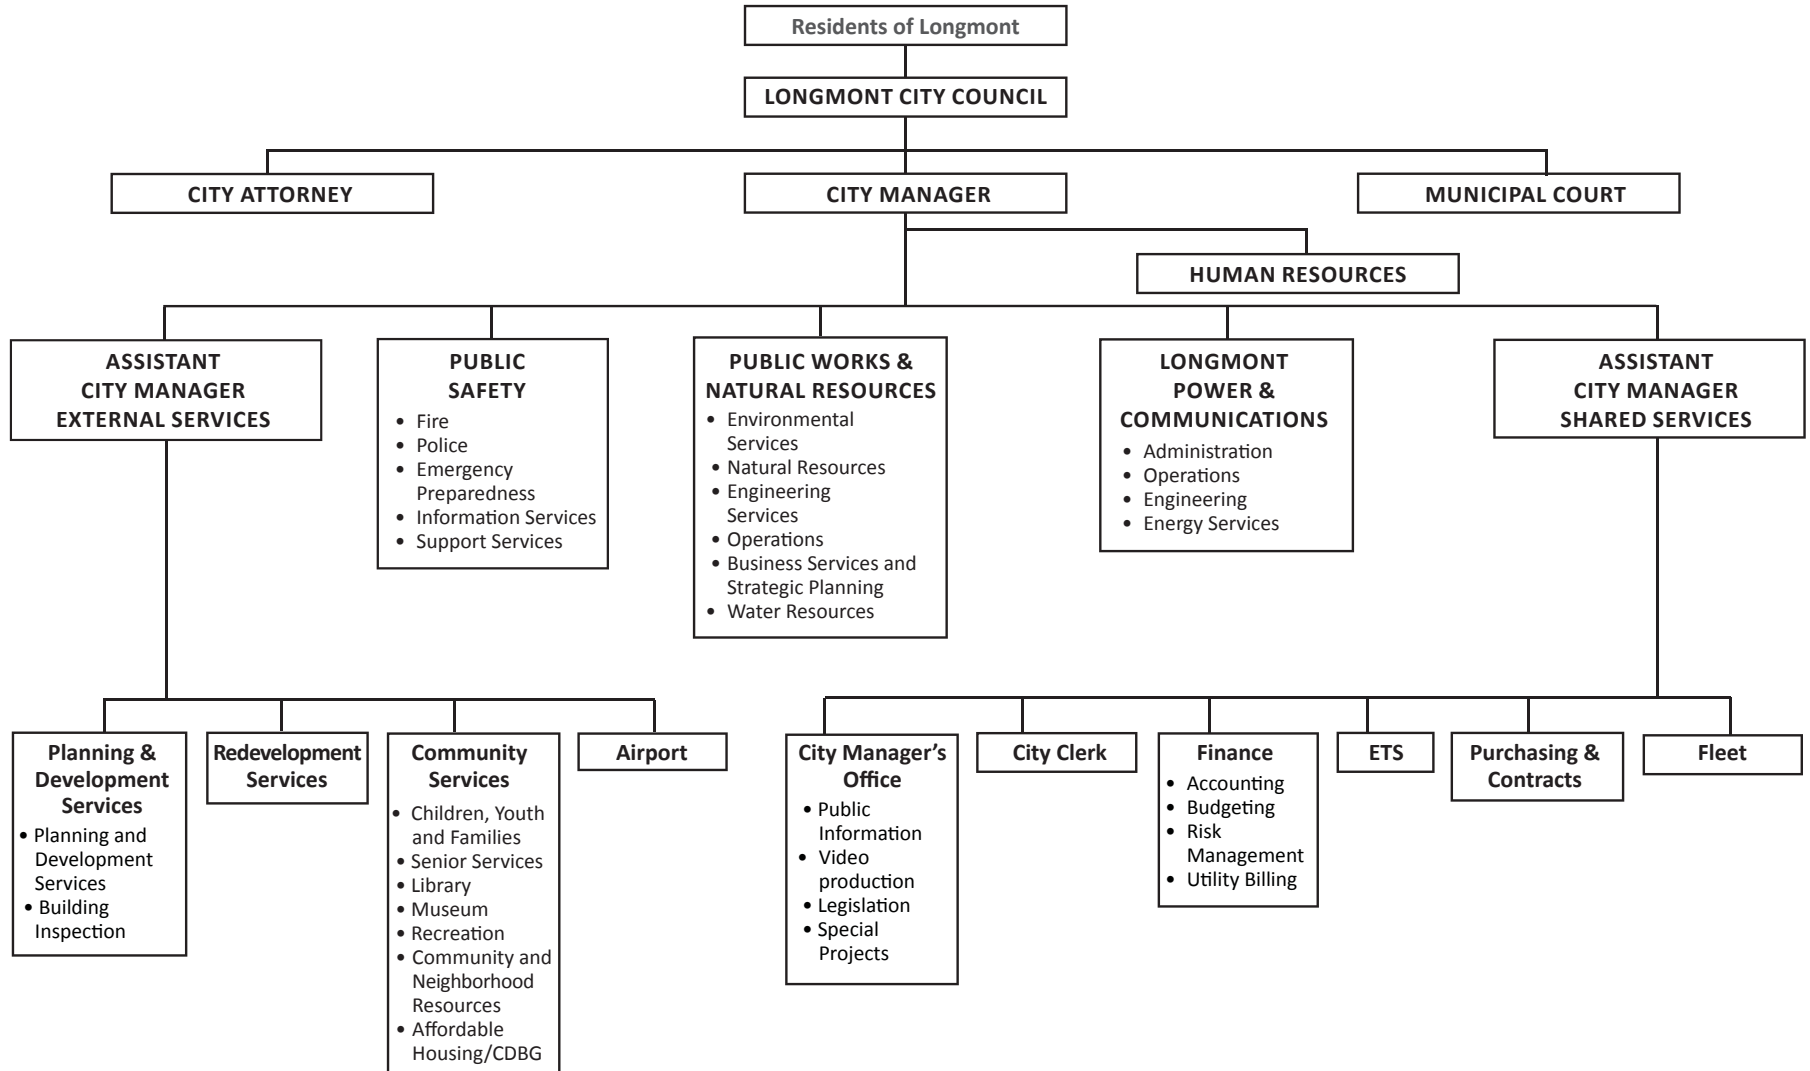 Residents of Longmont
LONGMONT CITY COUNCIL
CITY ATTORNEY
CITY MANAGER
MUNICIPAL COURT
HUMAN RESOURCES
ASSISTANT
CITY MANAGER
EXTERNAL SERVICES
PUBLIC
SAFETY
• Fire
• Police
• Emergency
Preparedness
• Information Services
• Support Services
PUBLIC WORKS &
NATURAL RESOURCES
• Environmental
Services
• Natural Resources
• Engineering
Services
• Operations
• Business Services and
Strategic Planning
• Water Resources
LONGMONT
POWER &
COMMUNICATIONS
• Administration
• Operations
• Engineering
• Energy Services
ASSISTANT
CITY MANAGER
SHARED SERVICES
Planning &
Development
Services
• Planning and
Development
Services
• Building
Inspection
Redevelopment
Services
Community
Services
• Children, Youth
and Families
• Senior Services
• Library
• Museum
• Recreation
• Community and
Neighborhood
Resources
• Affordable
Housing/CDBG
Airport
City Manager’s
Office
• Public
Information
• Video
production
• Legislation
• Special
Projects
City Clerk
Finance
• Accounting
• Budgeting
• Risk
Management
• Utility Billing
ETS
Purchasing &
Contracts
Fleet